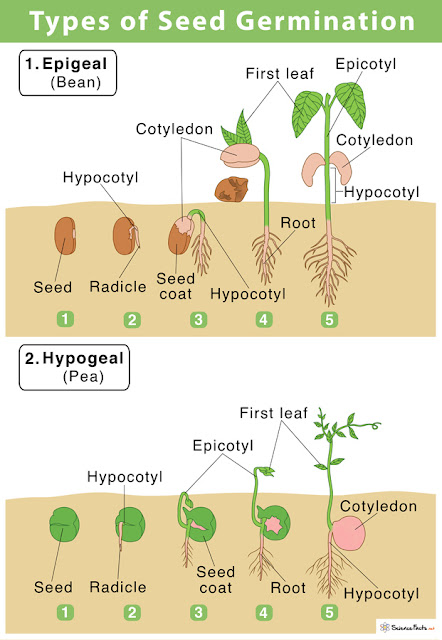 Types of Seed Germination
1. Epigeal
(Bean)
First leaf
Epicotyl
Cotyledon
Cotyledon
Hypocotyl
Hypocotyl
Root
Seed
Radicle
Seed
coat
Hypocotyl
1
2
3
4
5
2. Hypogeal
(Pea)
First leaf
Epicotyl
Hypocotyl
Cotyledon
Seed
Radicle
Seed
coat
Root
Hypocotyl
1
2
3
4
5
ScienceFacts.net